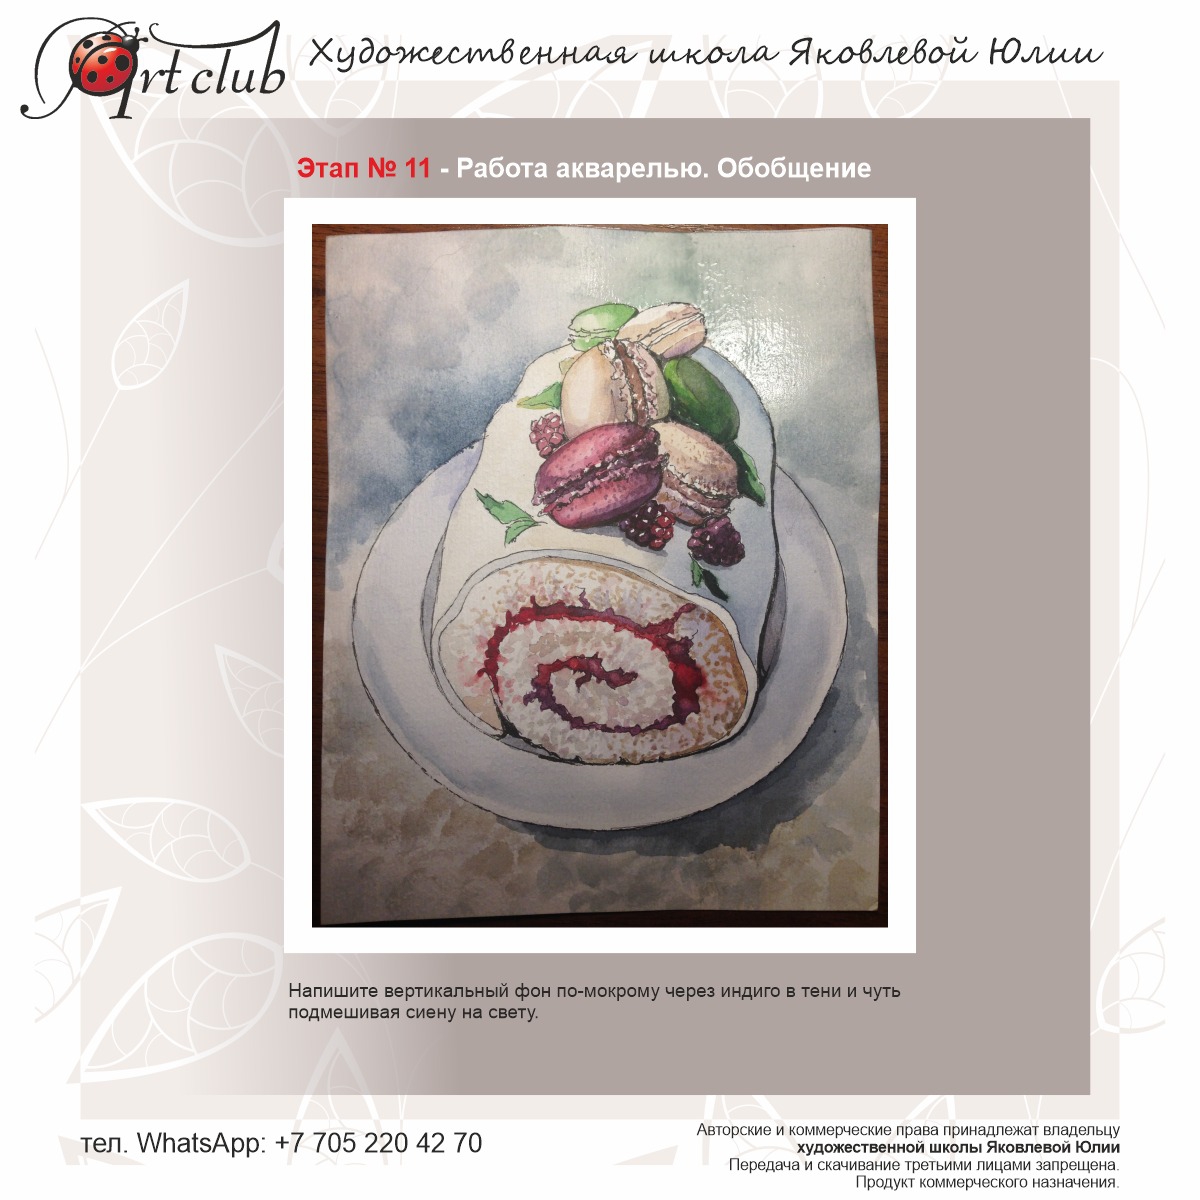 Art club
Художественная школа Яковлевой Юлии
Этап № 11 - Работа акварелью. Обобщение
Напишите вертикальный фон по-мокрому через индиго в тени и чуть
подмешивая сиену на свету.
тел. WhatsApp: +7 705 220 42 70
Авторские и коммерческие права принадлежат владельцу
художественной школы Яковлевой Юлии
Передача и скачивание третьими лицами запрещена.
Продукт коммерческого назначения.